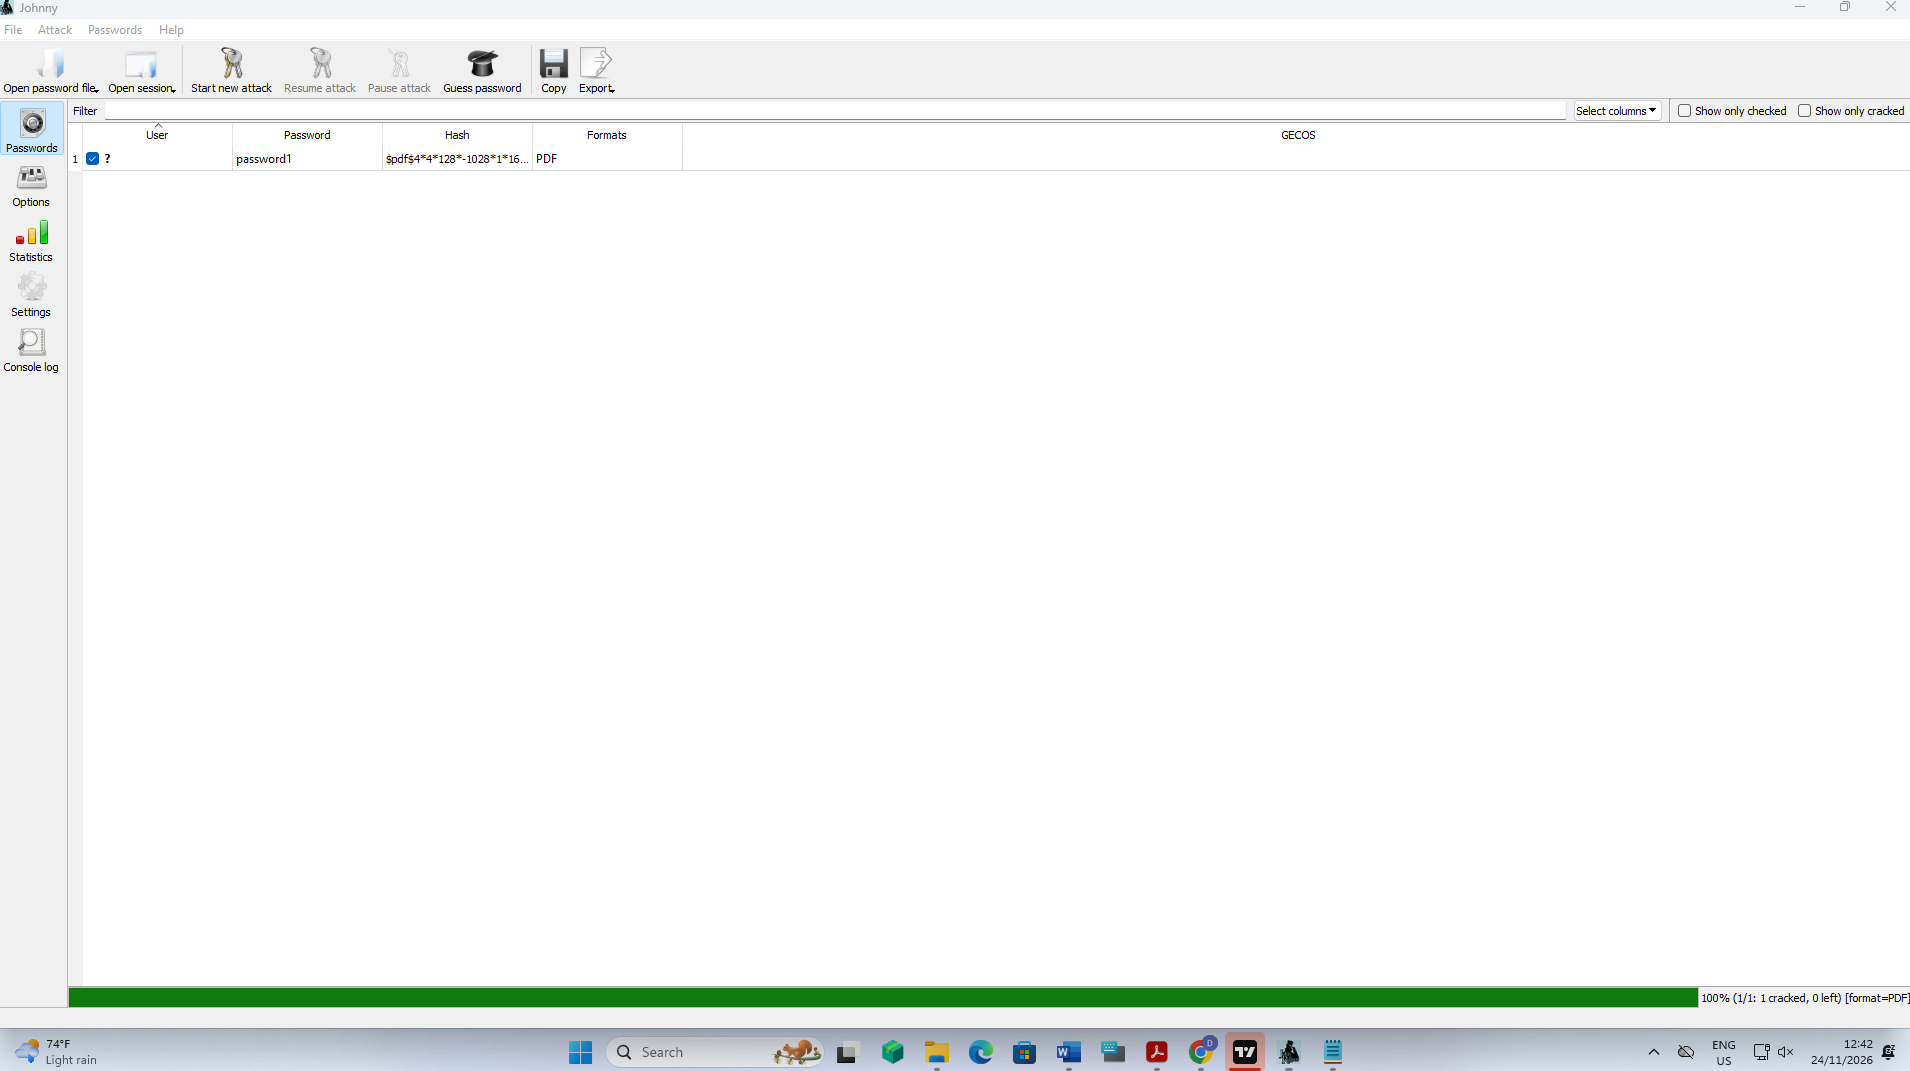 Johnny
File Attack Passwords Help
Open password file Open session Start new attack Resume attack Pause attack Guess password Copy Export
Filter Select columns Show only checked Show only cracked
Passwords
Options
Statistics
Settings
Console log
User Password Hash Formats GECOS
1 ? password1 $pdf$4*4*128*-1028*1*16... PDF
100% (1/1: 1 cracked, 0 left) [format=PDF]
74°F
Light rain
Search
D
ENG
US
12:42
24/11/2026